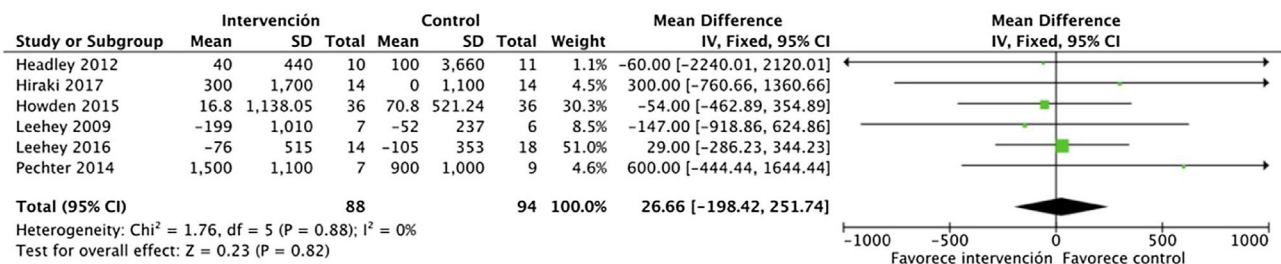 Intervención Control Mean Difference Mean Difference
Study or Subgroup Mean SD Total Mean SD Total Weight IV, Fixed, 95% CI IV, Fixed, 95% CI
Headley 2012 40 440 10 100 3,660 11 1.1% -60.00 [-2240.01, 2120.01]
Hiraki 2017 300 1,700 14 0 1,100 14 4.5% 300.00 [-760.66, 1360.66]
Howden 2015 16.8 1,138.05 36 70.8 521.24 36 30.3% -54.00 [-462.89, 354.89]
Leehey 2009 -199 1,010 7 -52 237 6 8.5% -147.00 [-918.86, 624.86]
Leehey 2016 -76 515 14 -105 353 18 51.0% 29.00 [-286.23, 344.23]
Pechter 2014 1,500 1,100 7 900 1,000 9 4.6% 600.00 [-444.44, 1644.44]
Total (95% CI) 88 94 100.0% 26.66 [-198.42, 251.74]
Heterogeneity: Chi² = 1.76, df = 5 (P = 0.88); I² = 0%
Test for overall effect: Z = 0.23 (P = 0.82)
-1000 -500 0 500 1000
Favorece intervención Favorece control